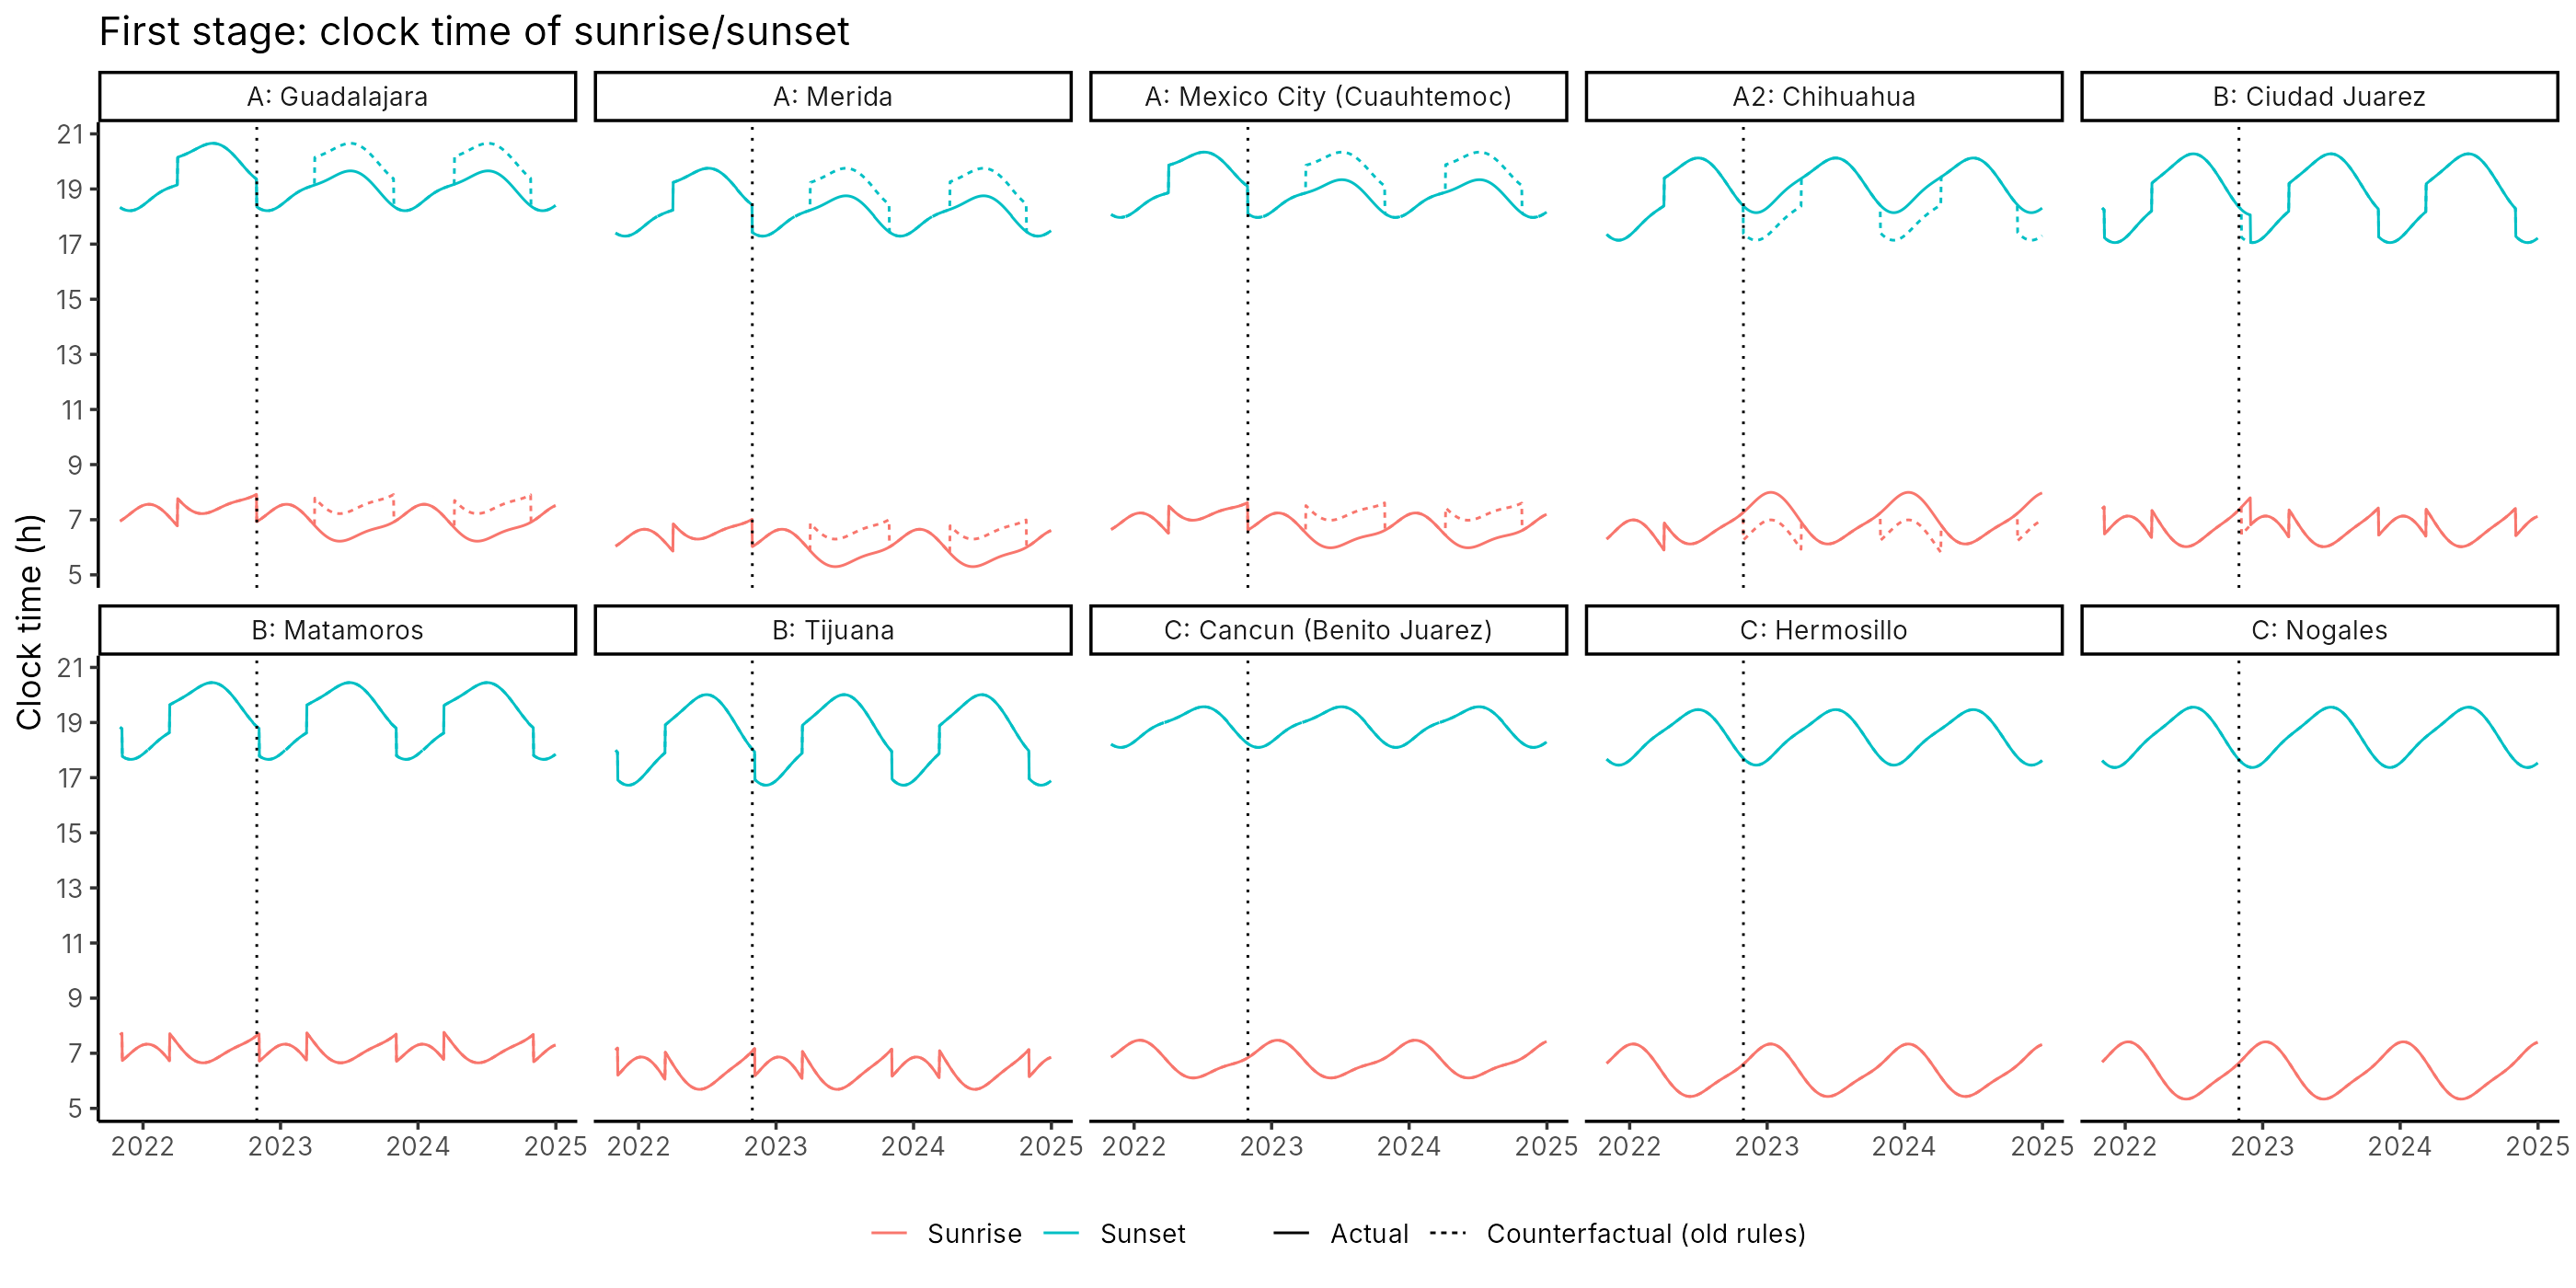 First stage: clock time of sunrise/sunset
A: Guadalajara
A: Merida
A: Mexico City (Cuauhtemoc)
A2: Chihuahua
B: Ciudad Juarez
21
19
17
15
13
11
9
7
5
Clock time (h)
B: Matamoros
B: Tijuana
C: Cancun (Benito Juarez)
C: Hermosillo
C: Nogales
21
19
17
15
13
11
9
7
5
2022 2023 2024 2025
2022 2023 2024 2025
2022 2023 2024 2025
2022 2023 2024 2025
2022 2023 2024 2025
Sunrise Sunset Actual Counterfactual (old rules)